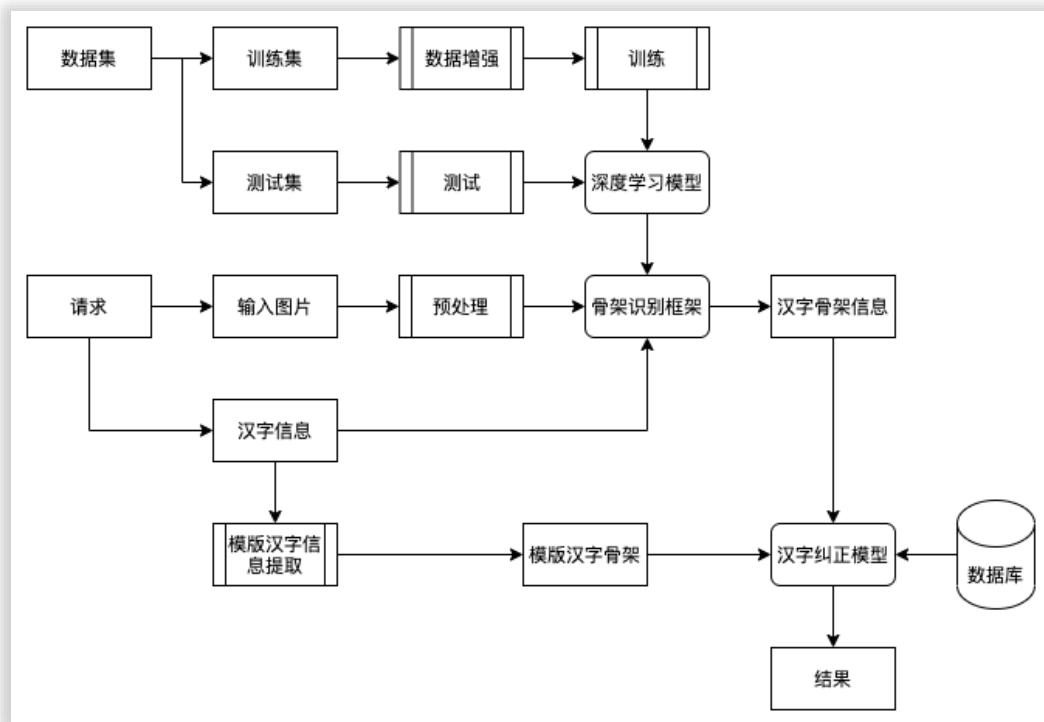 数据集
训练集
数据增强
训练
测试集
测试
深度学习模型
请求
输入图片
预处理
骨架识别框架
汉字骨架信息
汉字信息
模版汉字信
息提取
模版汉字骨架
汉字纠正模型
数据库
结果